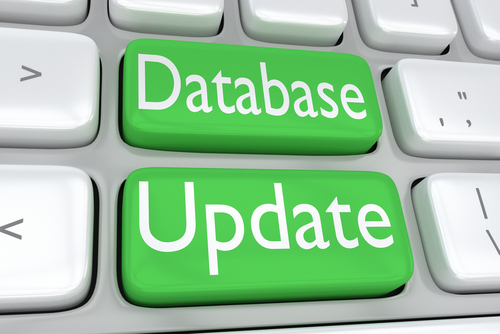 >
Database
" ' ; ,
<
Update
| \